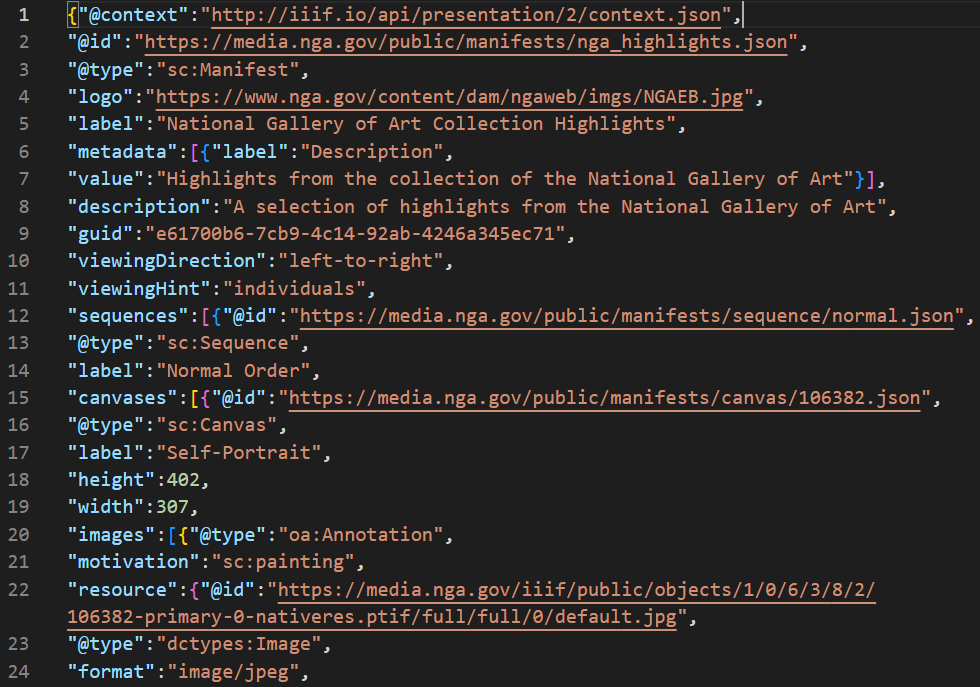 1 {"@context":"http://iiif.io/api/presentation/2/context.json",
2 "@id":"https://media.nga.gov/public/manifests/nga_highlights.json",
3 "@type":"sc:Manifest",
4 "logo":"https://www.nga.gov/content/dam/ngaweb/imgs/NGAEB.jpg",
5 "label":"National Gallery of Art Collection Highlights",
6 "metadata":[{"label":"Description",
7 "value":"Highlights from the collection of the National Gallery of Art"}],
8 "description":"A selection of highlights from the National Gallery of Art",
9 "guid":"e61700b6-7cb9-4c14-92ab-4246a345ec71",
10 "viewingDirection":"left-to-right",
11 "viewingHint":"individuals",
12 "sequences":[{"@id":"https://media.nga.gov/public/manifests/sequence/normal.json",
13 "@type":"sc:Sequence",
14 "label":"Normal Order",
15 "canvases":[{"@id":"https://media.nga.gov/public/manifests/canvas/106382.json",
16 "@type":"sc:Canvas",
17 "label":"Self-Portrait",
18 "height":402,
19 "width":307,
20 "images":[{"@type":"oa:Annotation",
21 "motivation":"sc:painting",
22 "resource":{"@id":"https://media.nga.gov/iiif/public/objects/1/0/6/3/8/2/
106382-primary-0-nativeres.ptif/full/full/0/default.jpg",
23 "@type":"dctypes:Image",
24 "format":"image/jpeg",